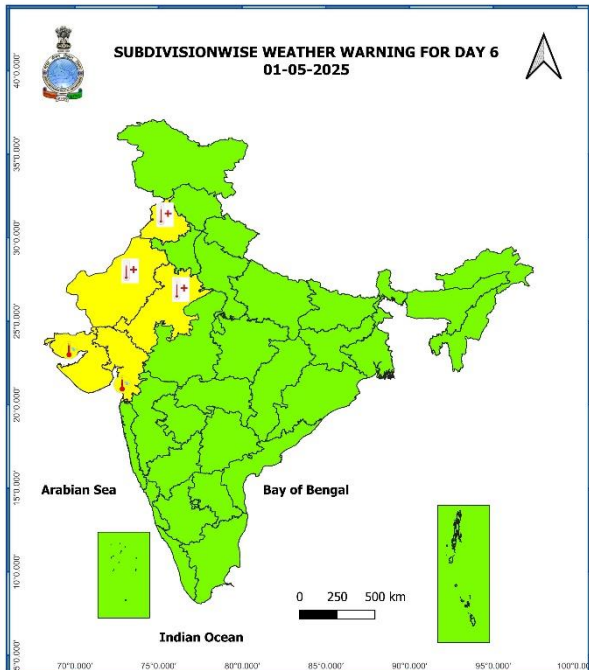 SUBDIVISIONWISE WEATHER WARNING FOR DAY 6
01-05-2025
40°0.000'
35°0.000'
30°0.000'
25°0.000'
20°0.000'
15°0.000'
10°0.000'
5°0.000'
Arabian Sea
Bay of Bengal
0 250 500 km
Indian Ocean
70°0.000' 75°0.000' 80°0.000' 85°0.000' 90°0.000' 95°0.000' 100°0.0